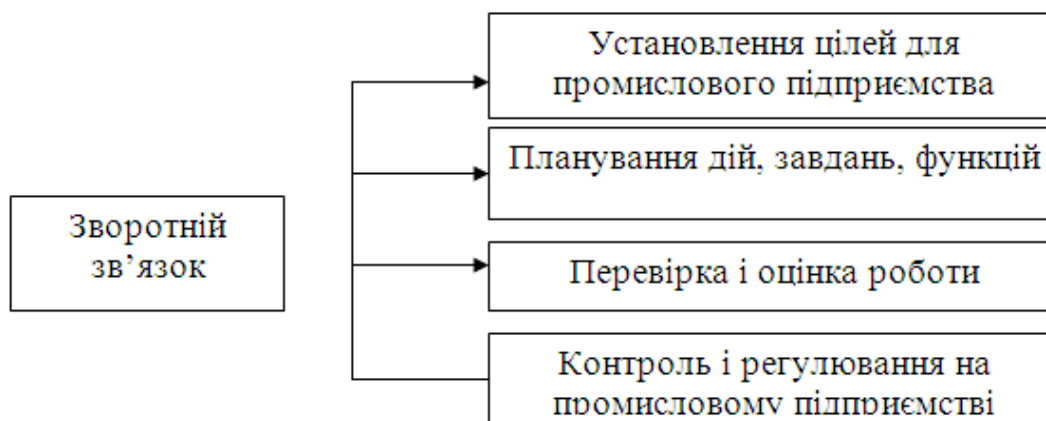 Установлення цілей для
промислового підприємства
Планування дій, завдань, функцій
Зворотній
зв’язок
Перевірка і оцінка роботи
Контроль і регулювання на
промисловому підприємстві